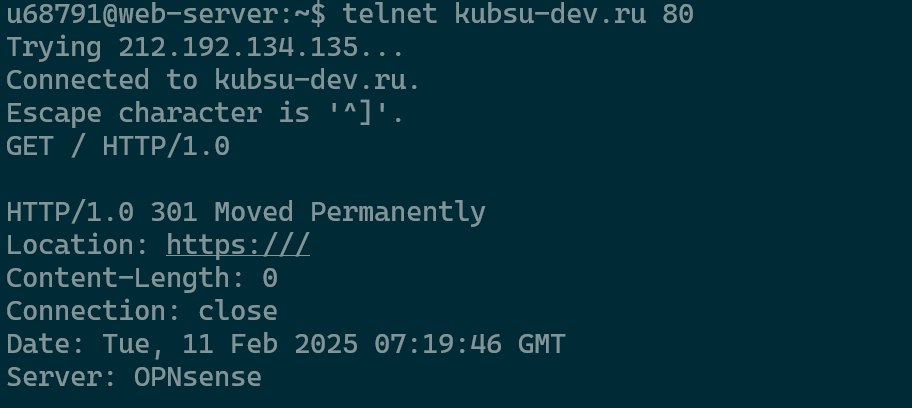 u68791@web-server:~$ telnet kubsu-dev.ru 80
Trying 212.192.134.135...
Connected to kubsu-dev.ru.
Escape character is '^]'.
GET / HTTP/1.0

HTTP/1.0 301 Moved Permanently
Location: https:///
Content-Length: 0
Connection: close
Date: Tue, 11 Feb 2025 07:19:46 GMT
Server: OPNsense